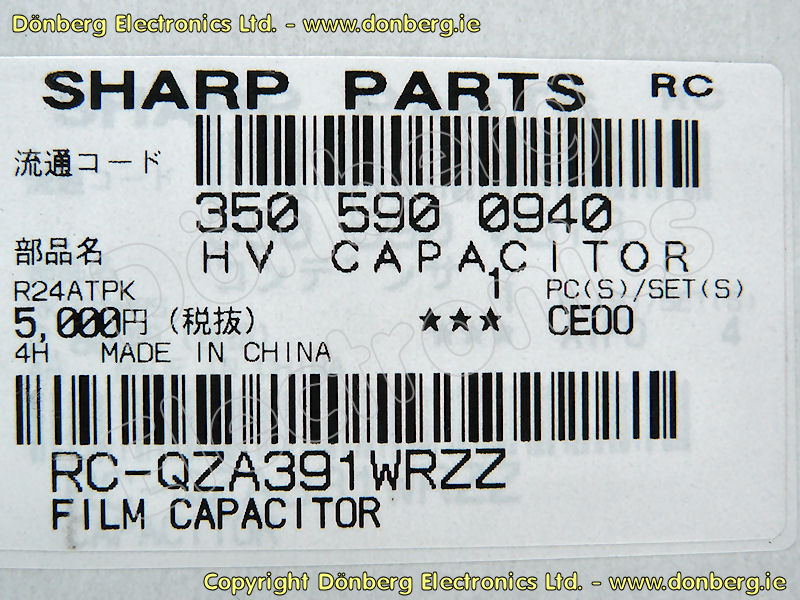 Dönberg Electronics Ltd. - www.donberg.ie
SHARP PARTS RC
流通コード
350 590 0940
部品名 HV CAPACITOR
R24ATPK 1 PC(S)/SET(S)
5,000円 (税抜) ★★★ CE00
4H MADE IN CHINA
RC-QZA391WRZZ
FILM CAPACITOR
Dönberg Electronics
Copyright Dönberg Electronics Ltd. - www.donberg.ie